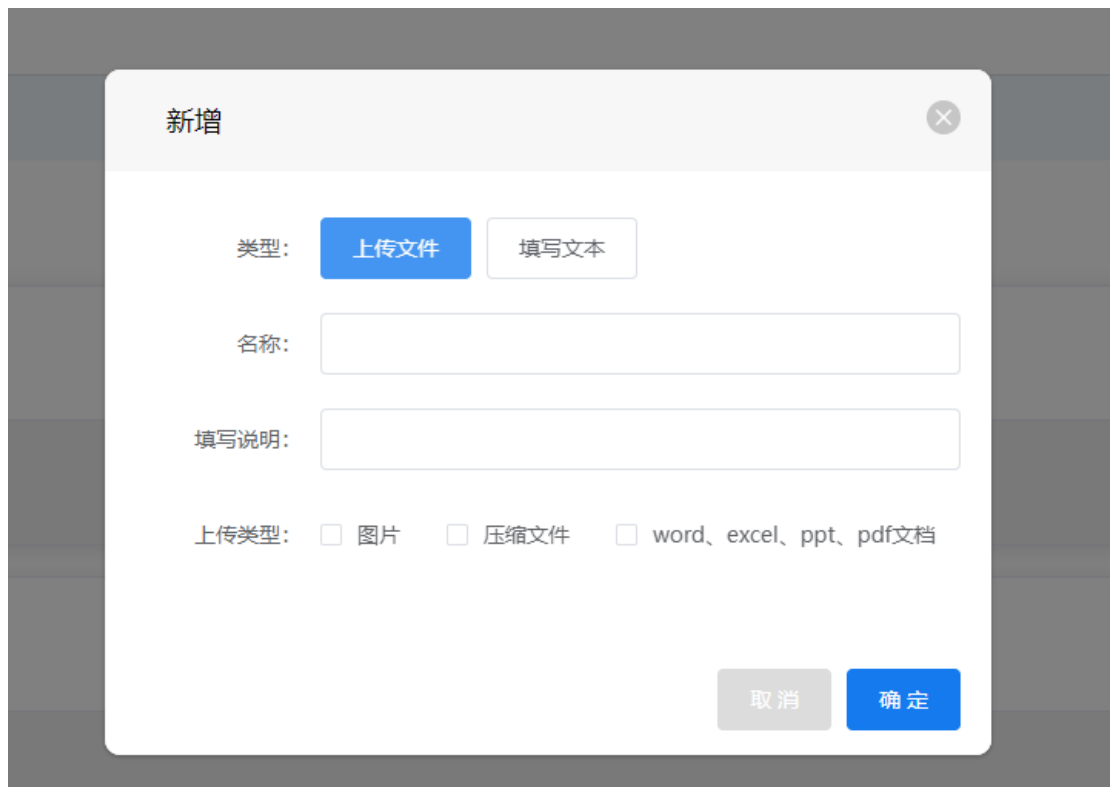 新增
类型： 上传文件 填写文本
名称：
填写说明：
上传类型： 图片 压缩文件 word、excel、ppt、pdf文档
取消 确定